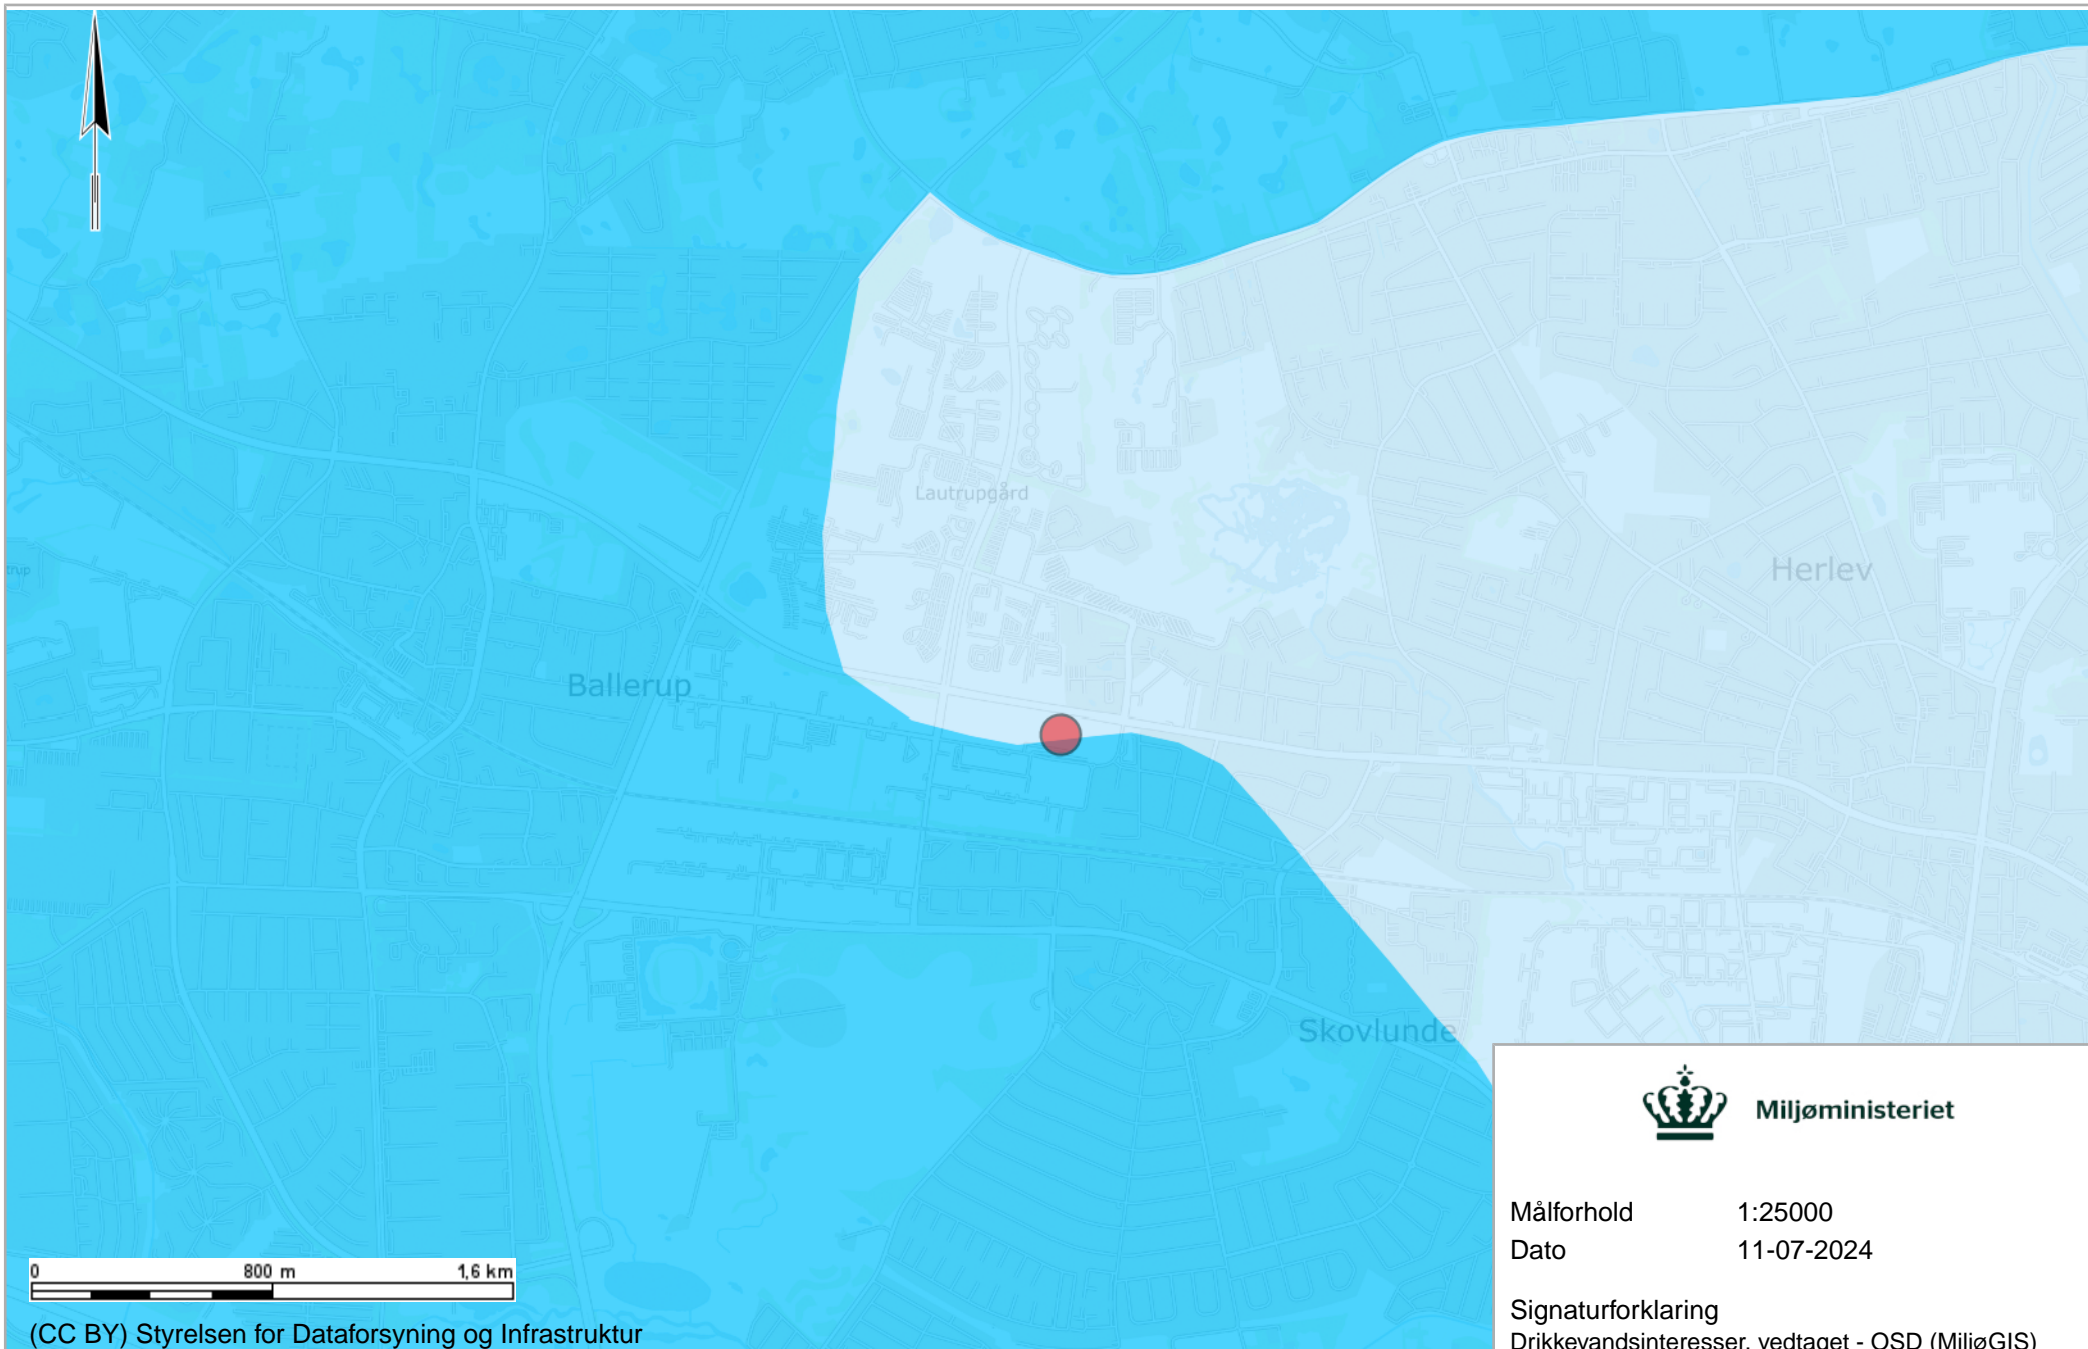 Lautrupgård
Herlev
trup
Ballerup
Skovlunde
Miljøministeriet
Målforhold 1:25000
Dato 11-07-2024
Signaturforklaring
Drikkevandsinteresser, vedtaget - OSD (MiljøGIS)
0 800 m 1,6 km
(CC BY) Styrelsen for Dataforsyning og Infrastruktur